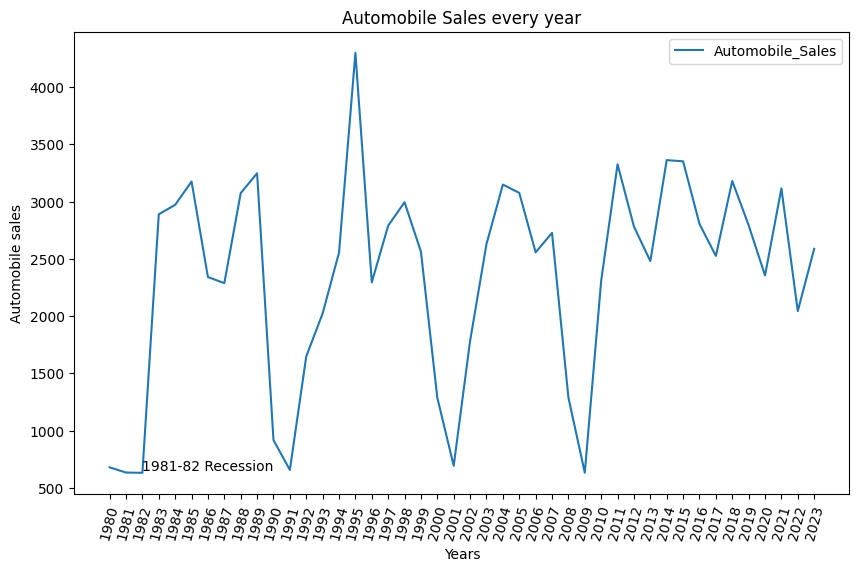 Automobile Sales every year
Automobile_Sales
Automobile sales
4000
3500
3000
2500
2000
1500
1000
500
1981-82 Recession
1980 1981 1982 1983 1984 1985 1986 1987 1988 1989 1990 1991 1992 1993 1994 1995 1996 1997 1998 1999 2000 2001 2002 2003 2004 2005 2006 2007 2008 2009 2010 2011 2012 2013 2014 2015 2016 2017 2018 2019 2020 2021 2022 2023
Years